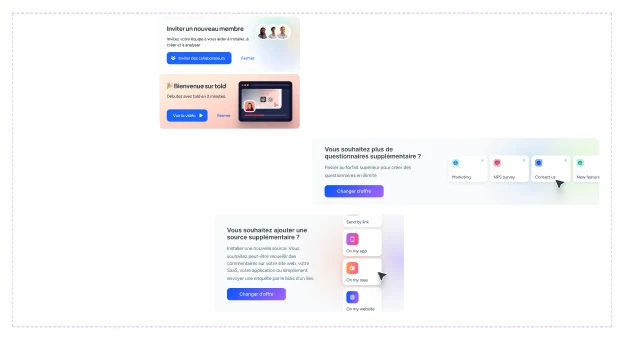 Inviter un nouveau membre
Invitez votre équipe à vous aider à installer, à
créer et à analyser
Inviter des collaborateurs
Fermer
🎉 Bienvenue sur told
Débutez avec told en 3 minutes.
Voir la vidéo
Fermer
Vous souhaitez plus de
questionnaires supplémentaire ?
Passer au forfait supérieur pour créer des
questionnaires en illimité
Changer d'offre
Marketing
NPS survey
Contact us
New feature
Vous souhaitez ajouter une
source supplémentaire ?
Installer une nouvelle source. Vous
souhaitez peut-être recueillir des
commentaires sur votre site web, votre
SaaS, votre application ou simplement
envoyer une enquête par le biais d'un lien
Changer d'offre
Send by link
On my app
On my saas
On my website